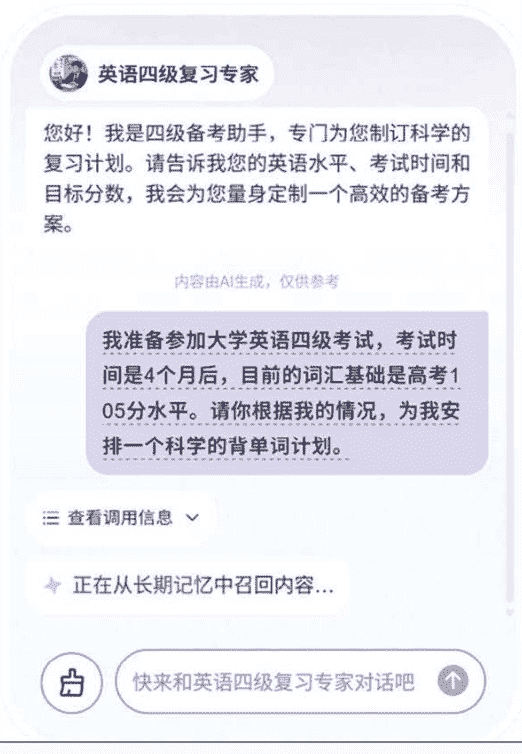 英语四级复习专家
您好！我是四级备考助手，专门为您制订科学的
复习计划。请告诉我您的英语水平、考试时间和
目标分数，我会为您量身定制一个高效的备考方
案。
内容由AI生成，仅供参考
我准备参加大学英语四级考试，考试时
间是4个月后，目前的词汇基础是高考1
05分水平。请你根据我的情况，为我安
排一个科学的背单词计划。
查看调用信息
正在从长期记忆中召回内容...
快来和英语四级复习专家对话吧